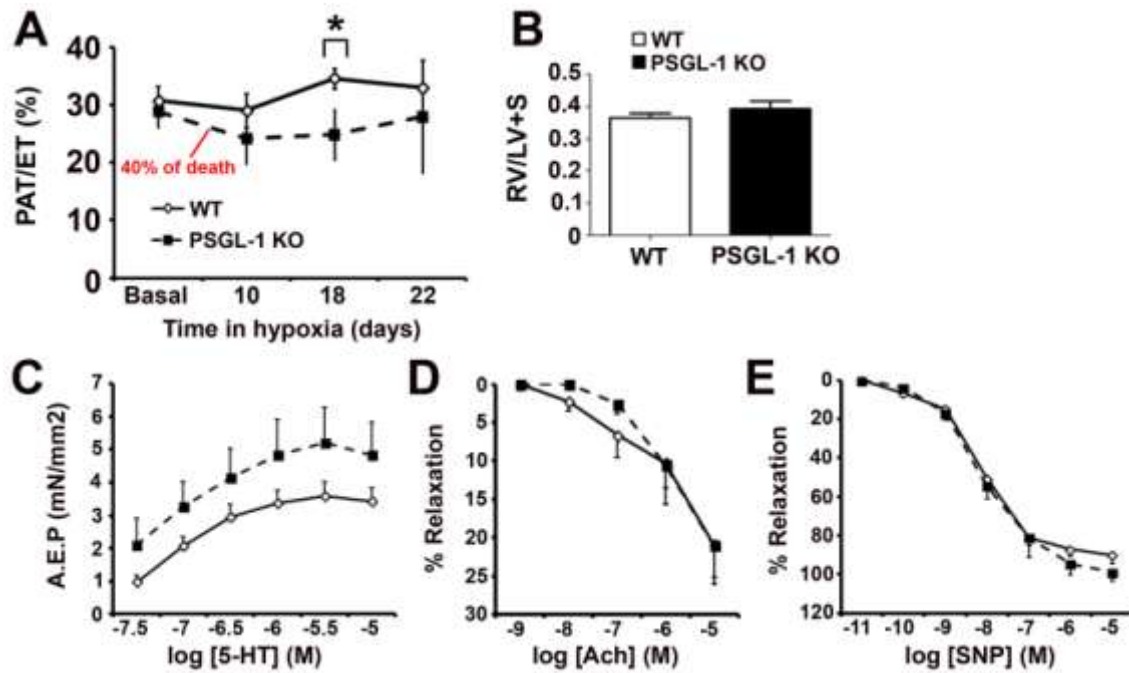 A
*
40
30
20
10
0
PAT/ET (%)
40% of death
WT
PSGL-1 KO
Basal 10 18 22
Time in hypoxia (days)
B
WT
PSGL-1 KO
0.5
0.4
0.3
0.2
0.1
0
RV/LV+S
WT PSGL-1 KO
C
7
6
5
4
3
2
1
0
A.E.P (mN/mm2)
-7.5 -7 -6.5 -6 -5.5 -5
log [5-HT] (M)
D
0
5
10
15
20
25
30
% Relaxation
-9 -8 -7 -6 -5
log [Ach] (M)
E
0
20
40
60
80
100
120
% Relaxation
-11 -10 -9 -8 -7 -6 -5
log [SNP] (M)